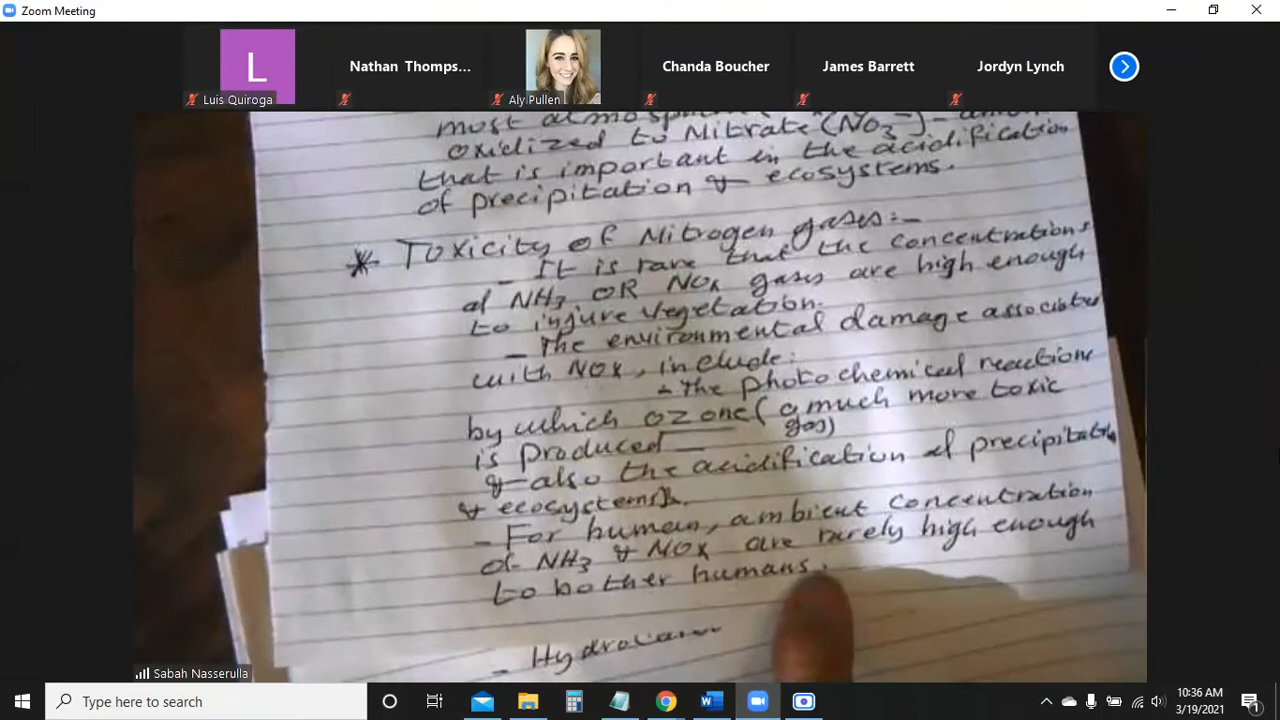 Zoom Meeting
L
Luis Quiroga
Nathan Thomps...
Aly Pullen
Chanda Boucher
James Barrett
Jordyn Lynch
most
oxidized to Nitrate (NO3-) -
that is important in the acidification
of precipitation & ecosystems.
* Toxicity of Nitrogen gases:-
- It is rare that the concentrations
of NH3 OR NOx gases are high enough
to injure vegetation.
- The environmental damage
with NOx, include:
- The photochemical reactions
by which ozone (a much more toxic
gas)
is produced
& also the acidification of
& ecosystems.
- For human, ambient concentration
of NH3 & NOx are rarely high enough
to bother humans.
-
Sabah Nasserulla
Type here to search
10:36 AM
3/19/2021
1